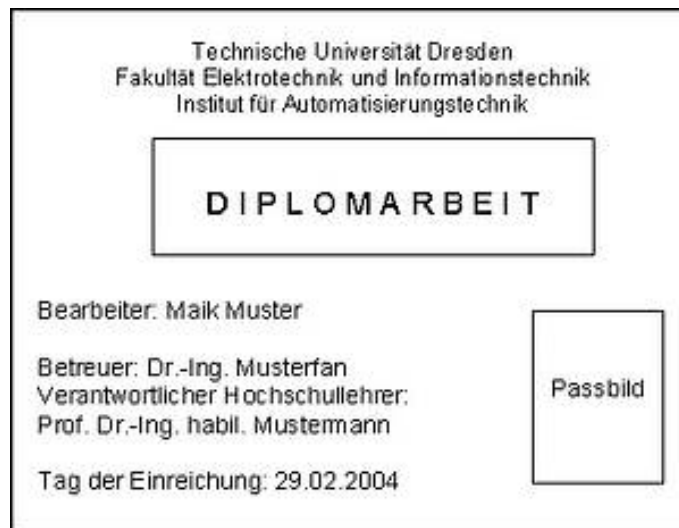 Technische Universität Dresden
Fakultät Elektrotechnik und Informationstechnik
Institut für Automatisierungstechnik
DIPLOMARBEIT
Bearbeiter: Maik Muster
Betreuer: Dr.-Ing. Musterfan
Verantwortlicher Hochschullehrer:
Prof. Dr.-Ing. habil. Mustermann
Passbild
Tag der Einreichung: 29.02.2004